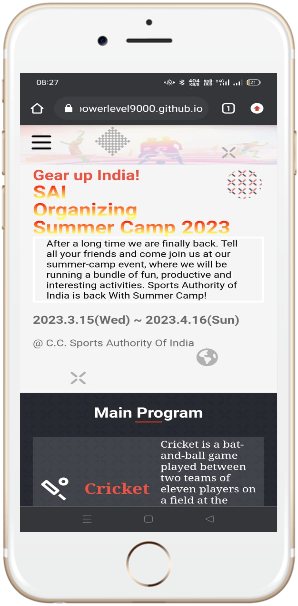 08:27
powerlevel9000.github.io
1
Gear up India!
SAI
Organizing
Summer Camp 2023
After a long time we are finally back. Tell
all your friends and come join us at our
summer-camp event, where we will be
running a bundle of fun, productive and
interesting activities. Sports Authority of
India is back With Summer Camp!
2023.3.15(Wed) ~ 2023.4.16(Sun)
@ C.C. Sports Authority Of India
Main Program
Cricket
Cricket is a bat-
and-ball game
played between
two teams of
eleven players on
a field at the